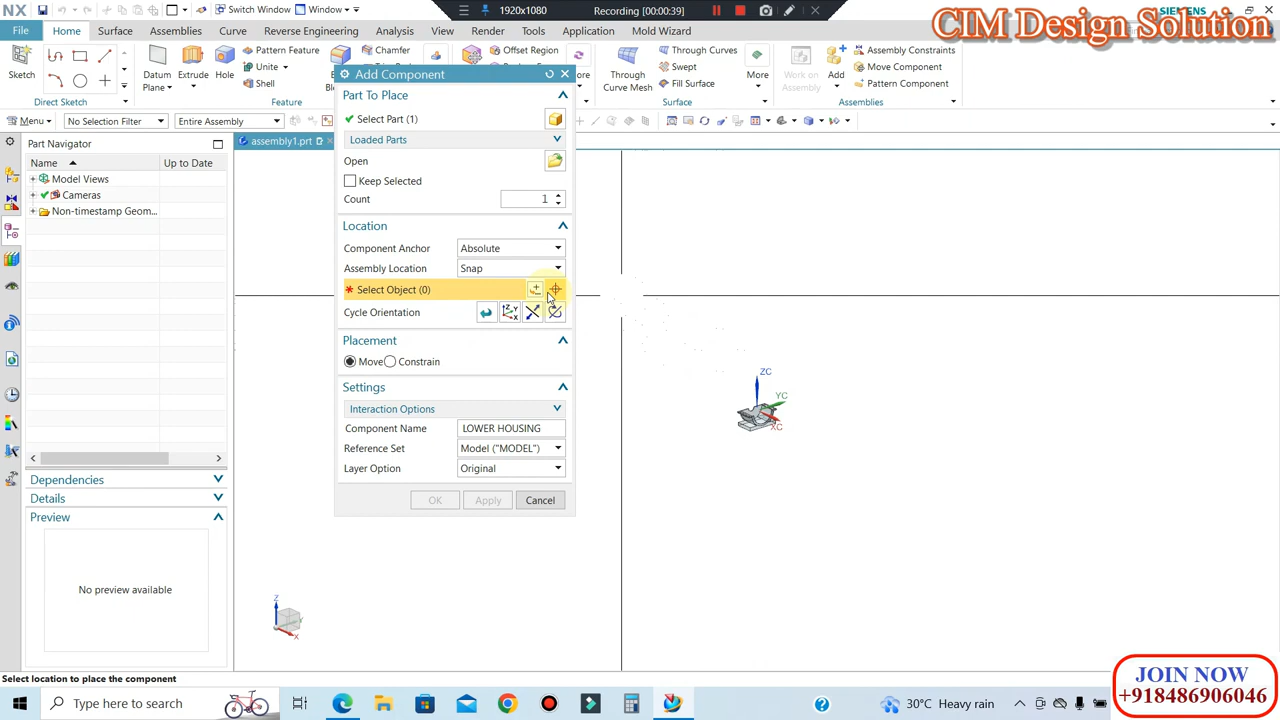 NX
Switch Window
Window
1920x1080
Recording [00:00:39]
SIEMENS
CIM Design Solution
File
Home
Surface
Assemblies
Curve
Reverse Engineering
Analysis
View
Render
Tools
Application
Mold Wizard
Sketch
Direct Sketch
Datum
Plane
Extrude
Hole
Pattern Feature
Unite
Shell
Feature
Chamfer
Offset Region
Through
Curve Mesh
Through Curves
Swept
Fill Surface
More
Surface
Work on
Assembly
Add
Assembly Constraints
Move Component
Pattern Component
Assemblies
Menu
No Selection Filter
Entire Assembly
Part Navigator
Name
Up to Date
Model Views
Cameras
Non-timestamp Geom...
Dependencies
Details
Preview
No preview available
assembly1.prt
Add Component
Part To Place
Select Part (1)
Loaded Parts
Open
Keep Selected
Count
1
Location
Component Anchor
Absolute
Assembly Location
Snap
* Select Object (0)
Cycle Orientation
Placement
Move
Constrain
Settings
Interaction Options
Component Name
LOWER HOUSING
Reference Set
Model ("MODEL")
Layer Option
Original
OK
Apply
Cancel
ZC
YC
XC
Z
X
Select location to place the component
JOIN NOW
+918486906046
Type here to search
30°C Heavy rain